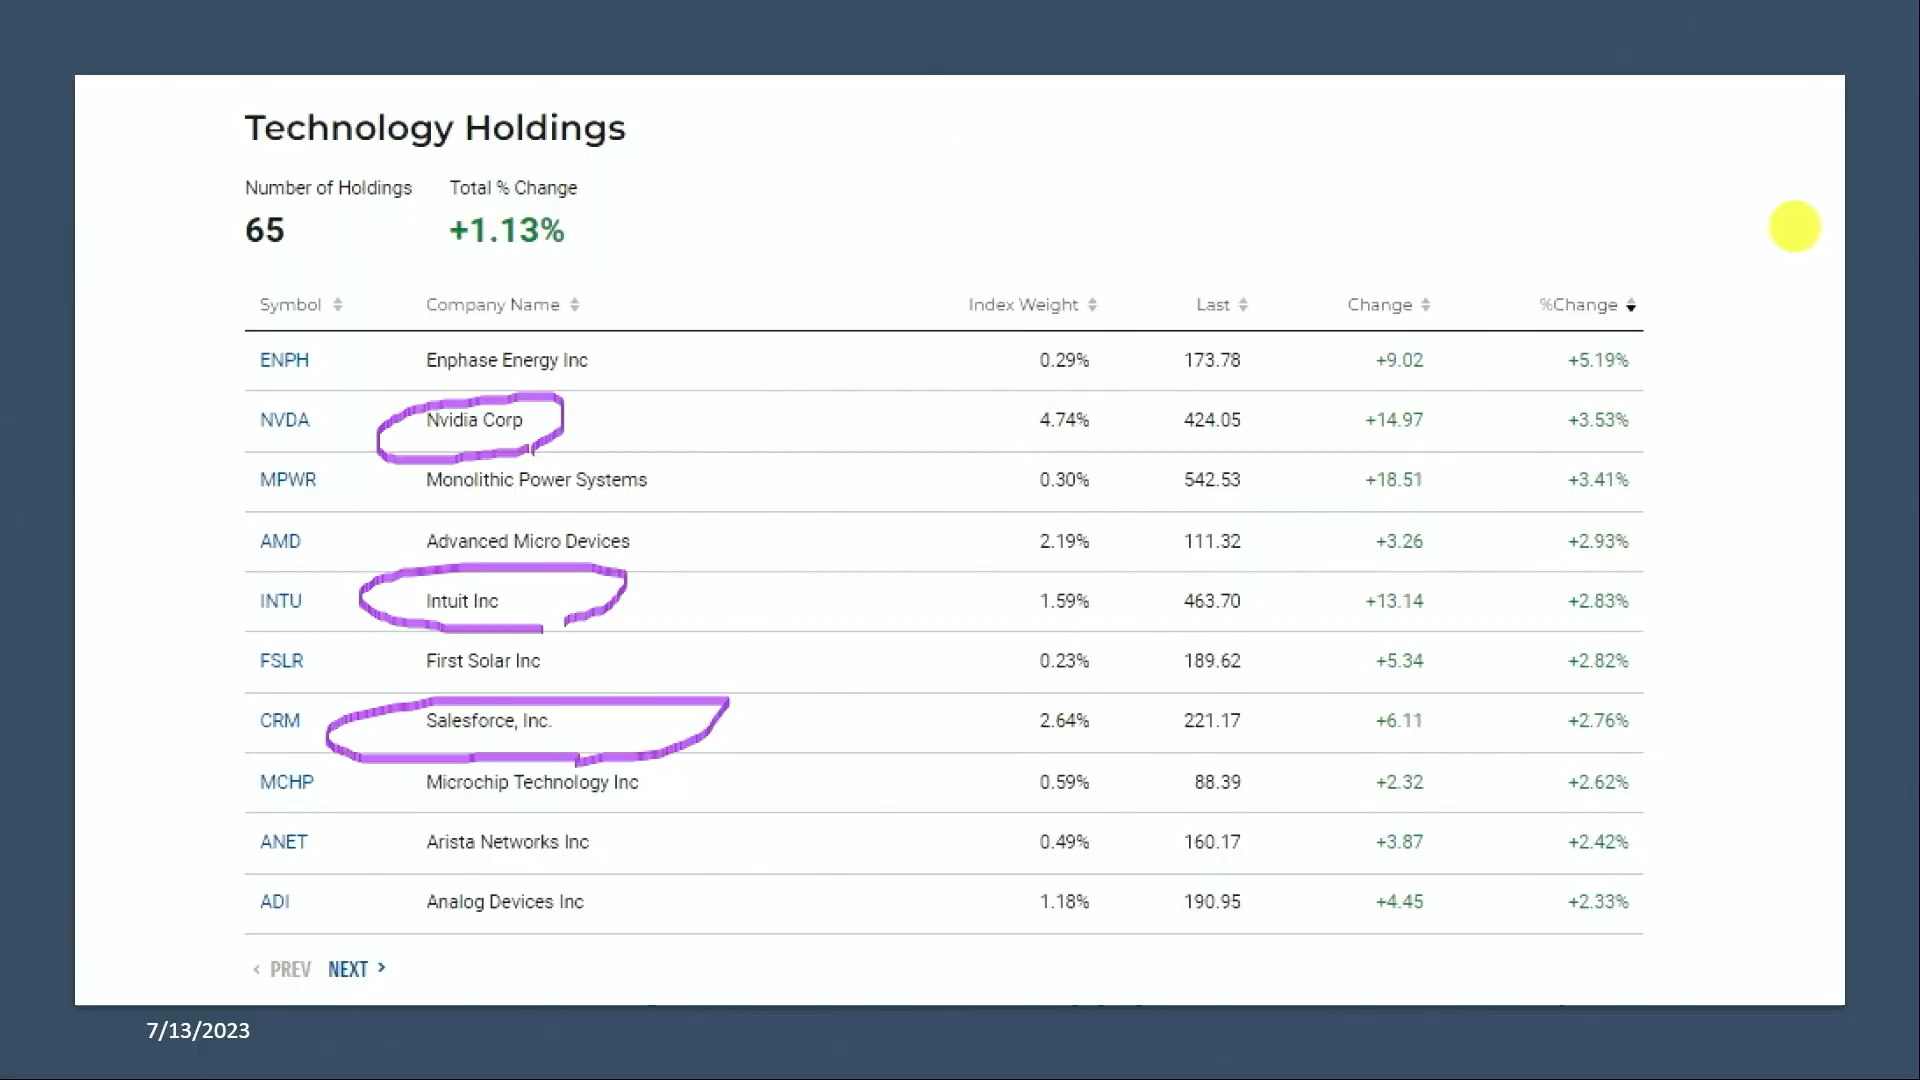 Technology Holdings
Number of Holdings Total % Change
65 +1.13%
Symbol Company Name Index Weight Last Change %Change
ENPH Enphase Energy Inc 0.29% 173.78 +9.02 +5.19%
NVDA Nvidia Corp 4.74% 424.05 +14.97 +3.53%
MPWR Monolithic Power Systems 0.30% 542.53 +18.51 +3.41%
AMD Advanced Micro Devices 2.19% 111.32 +3.26 +2.93%
INTU Intuit Inc 1.59% 463.70 +13.14 +2.83%
FSLR First Solar Inc 0.23% 189.62 +5.34 +2.82%
CRM Salesforce, Inc. 2.64% 221.17 +6.11 +2.76%
MCHP Microchip Technology Inc 0.59% 88.39 +2.32 +2.62%
ANET Arista Networks Inc 0.49% 160.17 +3.87 +2.42%
ADI Analog Devices Inc 1.18% 190.95 +4.45 +2.33%
< PREV NEXT >
7/13/2023